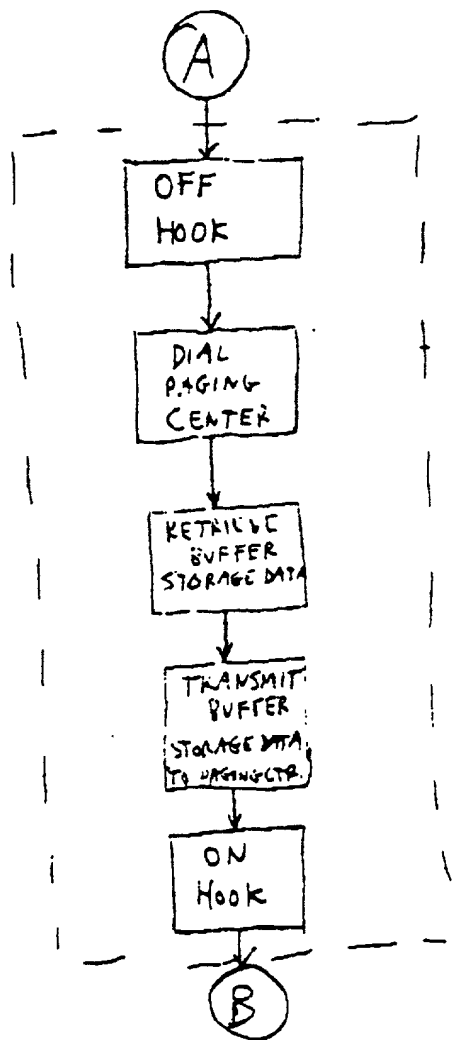 A
OFF
HOOK
DIAL
PAGING
CENTER
RETRIEVE
BUFFER
STORAGE DATA
TRANSMIT
BUFFER
STORAGE DATA
TO PAGING CTR.
ON
HOOK
B